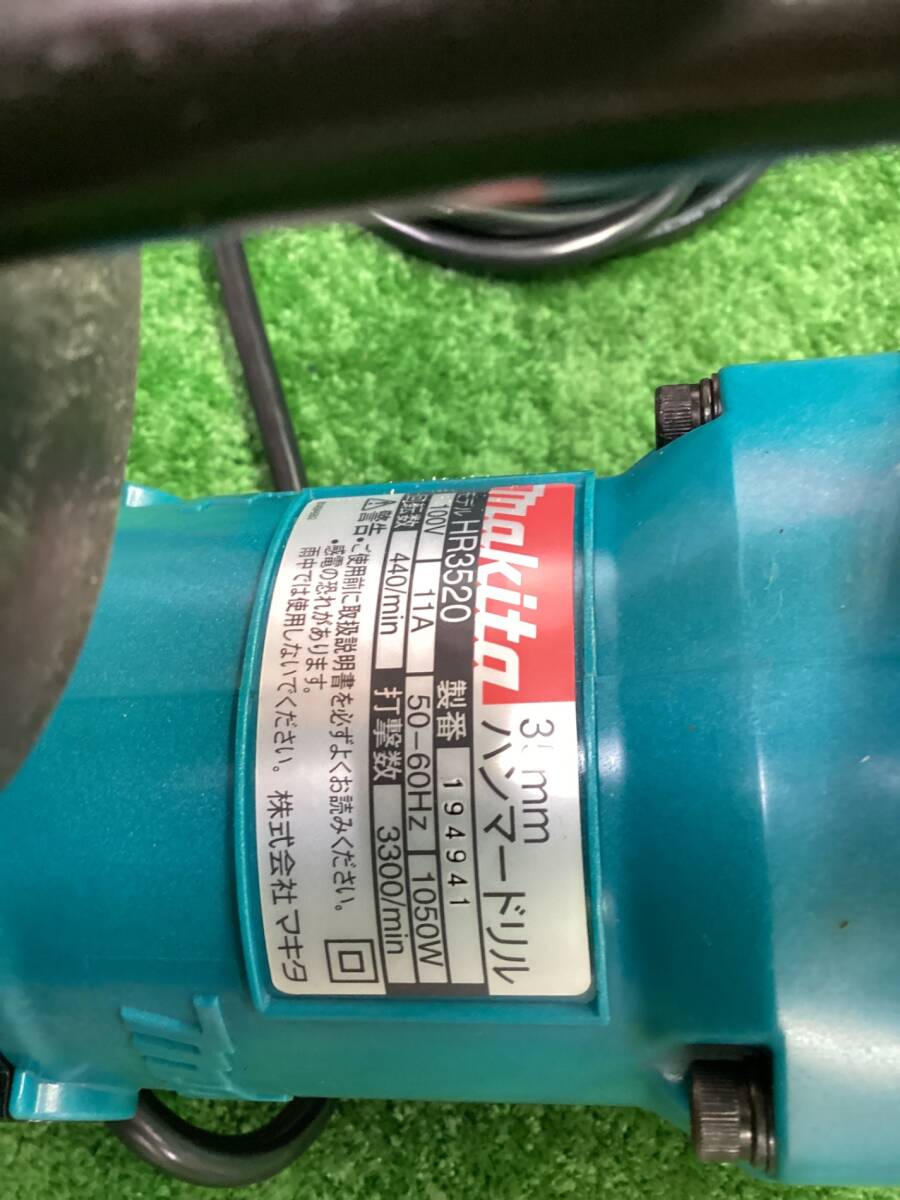 makita
35mm
ハンマードリル
モデル HR3520 製番 194941
100V 11A 50-60Hz 1050W
回転数 440/min 打撃数 3300/min
⚠警告 ・ご使用前に取扱説明書を必ずよくお読みください。
・感電の恐れがあります。
雨中では使用しないでください。 株式会社マキタ